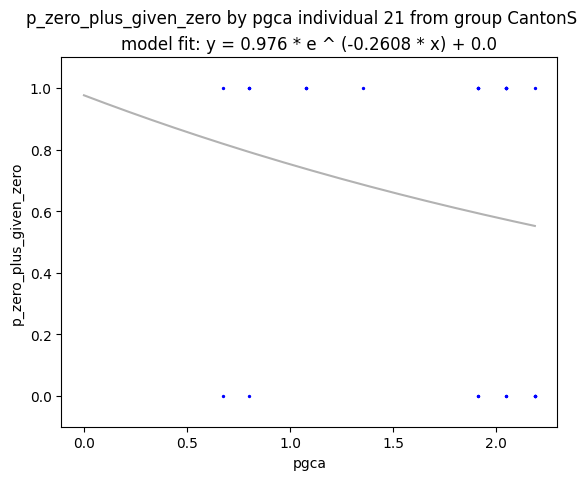 p_zero_plus_given_zero by pgca individual 21 from group CantonS
model fit: y = 0.976 * e ^ (-0.2608 * x) + 0.0
1.0
0.8
0.6
0.4
0.2
0.0
p_zero_plus_given_zero
0.0 0.5 1.0 1.5 2.0
pgca